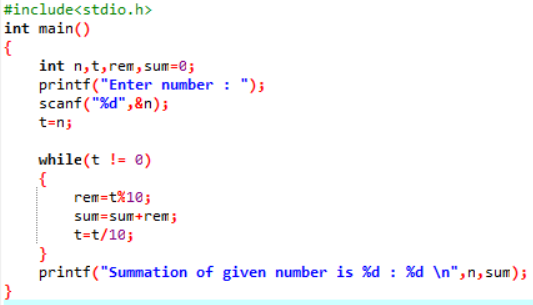 #include<stdio.h>
int main()
{
int n,t,rem,sum=0;
printf("Enter number : ");
scanf("%d",&n);
t=n;
while(t != 0)
{
rem=t%10;
sum=sum+rem;
t=t/10;
}
printf("Summation of given number is %d : %d \n",n,sum);
}